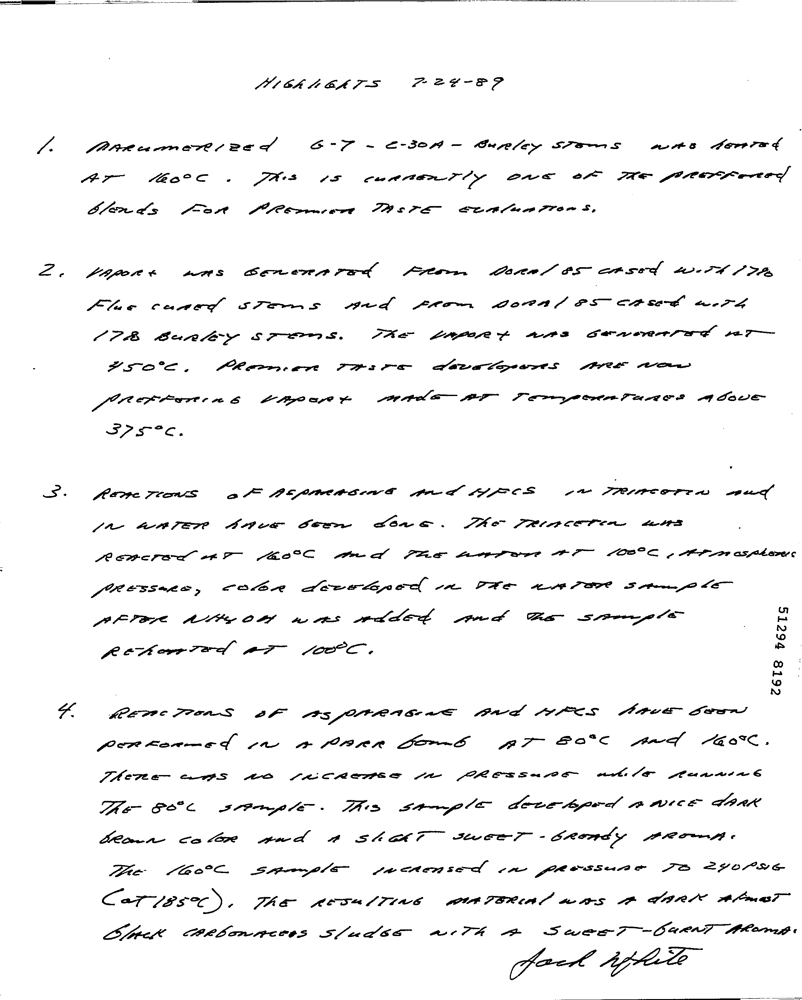 HIGHLIGHTS 7-24-89
1. MARUMERIZED G-7-C-30A-BURLEY STEMS WAS HEATED
AT 160°C. THIS IS CURRENTLY ONE OF THE PREFFERED
BLENDS FOR PREMIER TASTE EVALUATIONS.
2. VAPOR+ WAS GENERATED FROM DORAL 85 CASED WITH 17%
FLUE CURED STEMS AND FROM DORAL 85 CASED WITH
17% BURLEY STEMS. THE VAPOR+ WAS GENERATED AT
450°C. PREMIER TASTE developers ARE NOW
PREFFERING VAPOR+ MADE AT TEMPERATURES ABOVE
375°C.
3. REACTIONS OF ASPARAGINE AND HFCS IN TRIACETIN AND
IN WATER HAVE BEEN DONE. THE TRIACETIN WAS
REACTED AT 160°C AND THE WATER AT 100°C, ATMOSPHERIC
PRESSURE, COLOR DEVELOPED IN THE WATER SAMPLE
AFTER NH4OH WAS ADDED AND THE SAMPLE
REHEATED AT 100°C.
4. REACTIONS OF ASPARAGINE AND HFCS HAVE BEEN
PERFORMED IN A PARR BOMB AT 80°C AND 160°C.
THERE WAS NO INCREASE IN PRESSURE WHILE RUNNING
THE 80°C SAMPLE. THIS SAMPLE DEVELOPED A NICE DARK
BROWN COLOR AND A SLIGHT SWEET-BREADY AROMA.
THE 160°C SAMPLE INCREASED IN PRESSURE TO 240 PSIG
(AT 185°C). THE RESULTING MATERIAL WAS A DARK ALMOST
BLACK CARBONACEOS SLUDGE WITH A SWEET-BURNT AROMA.
Jack White
51294 8192